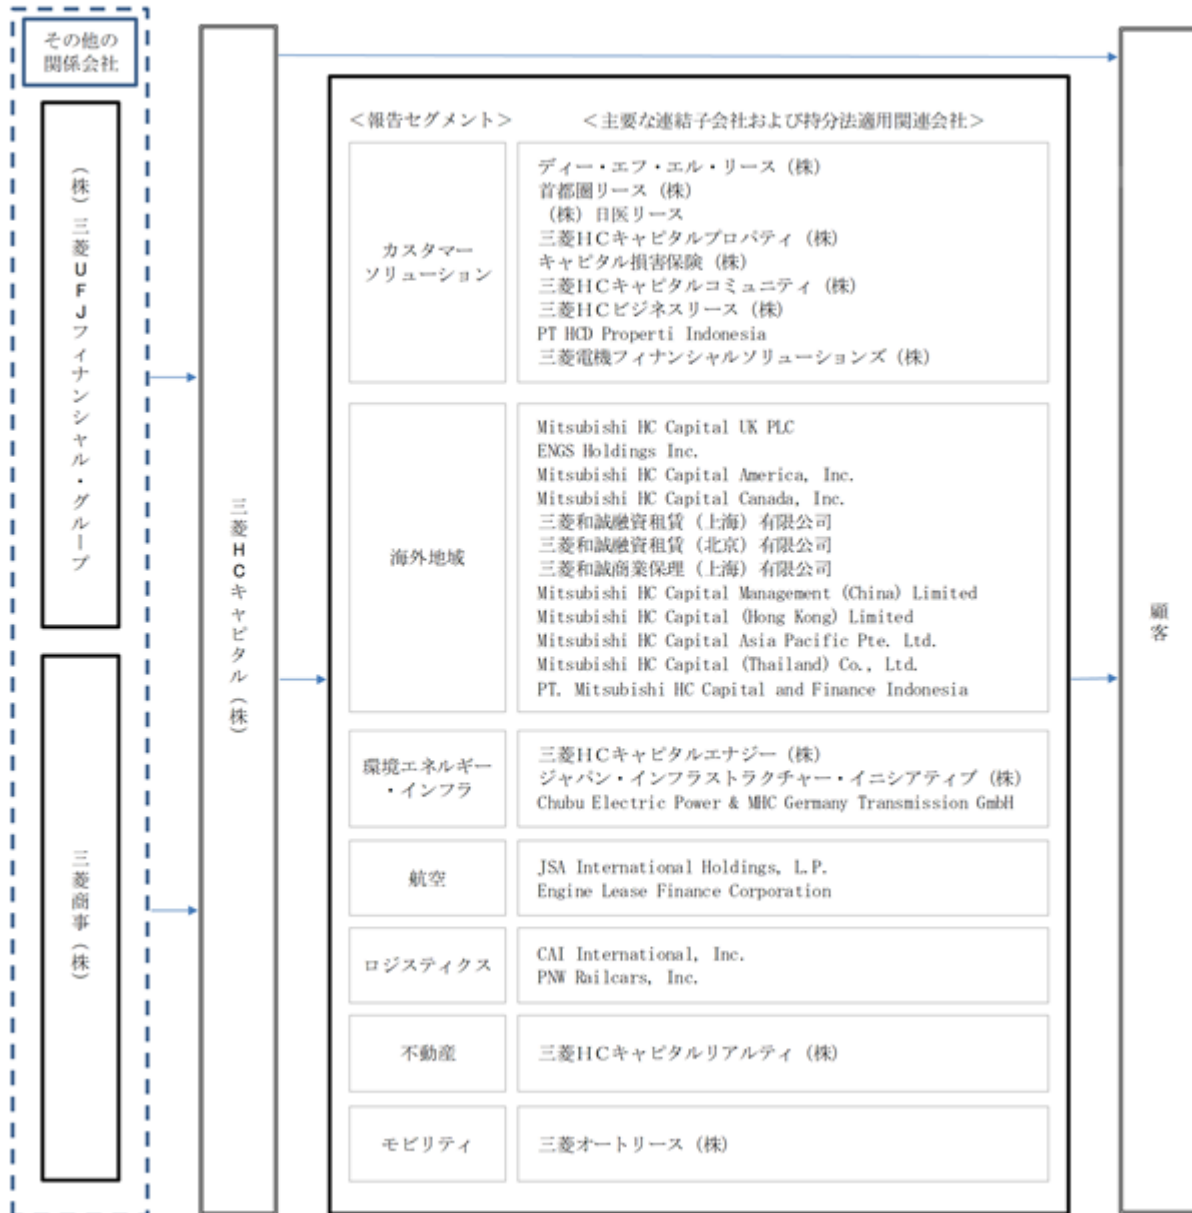 その他の
関係会社
(株)三菱UFJフィナンシャル・グループ
三菱商事(株)
三菱HCキャピタル(株)
<報告セグメント>
<主要な連結子会社および持分法適用関連会社>
カスタマー
ソリューション
ディー・エフ・エル・リース(株)
首都圏リース(株)
(株)日医リース
三菱HCキャピタルプロパティ(株)
キャピタル損害保険(株)
三菱HCキャピタルコミュニティ(株)
三菱HCビジネスリース(株)
PT HCD Properti Indonesia
三菱電機フィナンシャルソリューションズ(株)
海外地域
Mitsubishi HC Capital UK PLC
ENGS Holdings Inc.
Mitsubishi HC Capital America, Inc.
Mitsubishi HC Capital Canada, Inc.
三菱和誠融資租賃(上海)有限公司
三菱和誠融資租賃(北京)有限公司
三菱和誠商業保理(上海)有限公司
Mitsubishi HC Capital Management (China) Limited
Mitsubishi HC Capital (Hong Kong) Limited
Mitsubishi HC Capital Asia Pacific Pte. Ltd.
Mitsubishi HC Capital (Thailand) Co., Ltd.
PT. Mitsubishi HC Capital and Finance Indonesia
環境エネルギー
・インフラ
三菱HCキャピタルエナジー(株)
ジャパン・インフラストラクチャー・イニシアティブ(株)
Chubu Electric Power & MHC Germany Transmission GmbH
航空
JSA International Holdings, L.P.
Engine Lease Finance Corporation
ロジスティクス
CAI International, Inc.
PNW Railcars, Inc.
不動産
三菱HCキャピタルリアルティ(株)
モビリティ
三菱オートリース(株)
顧客